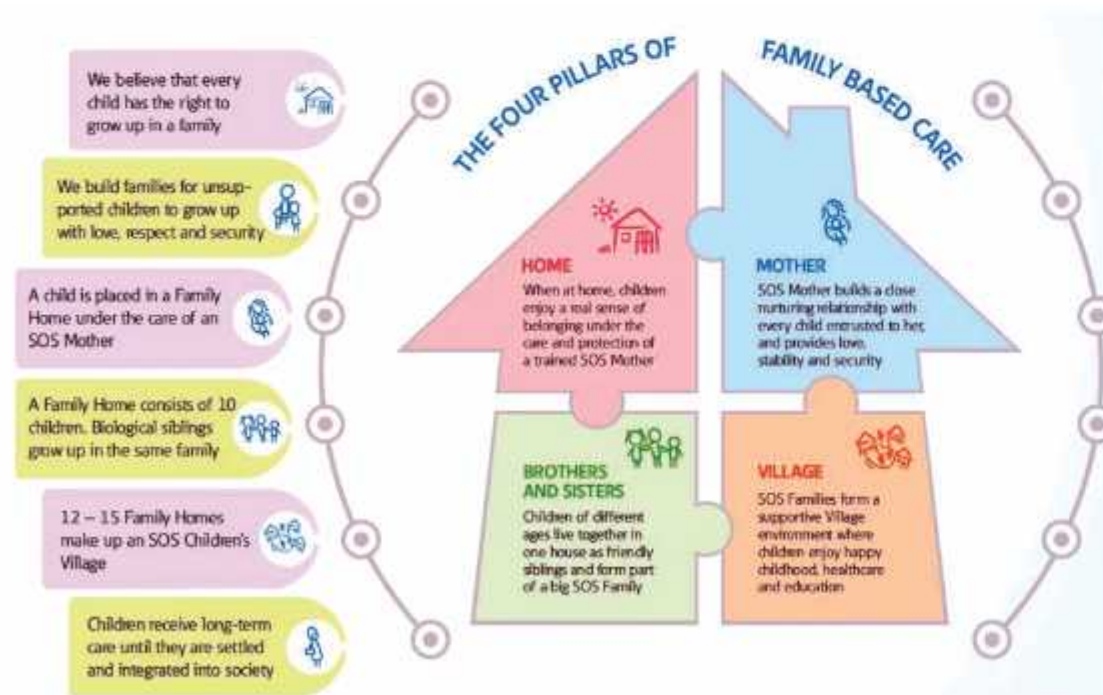 THE FOUR PILLARS OF FAMILY BASED CARE
We believe that every
child has the right to
grow up in a family
We build families for unsup-
ported children to grow up
with love, respect and security
A child is placed in a Family
Home under the care of an
SOS Mother
A Family Home consists of 10
children. Biological siblings
grow up in the same family
12 – 15 Family Homes
make up an SOS Children's
Village
Children receive long-term
care until they are settled
and integrated into society
HOME
When at home, children
enjoy a real sense of
belonging under the
care and protection of
a trained SOS Mother
MOTHER
SOS Mother builds a close
nurturing relationship with
every child entrusted to her,
and provides love,
stability and security
BROTHERS
AND SISTERS
Children of different
ages live together in
one house as friendly
siblings and form part
of a big SOS Family
VILLAGE
SOS Families form a
supportive Village
environment where
children enjoy happy
childhood, healthcare
and education